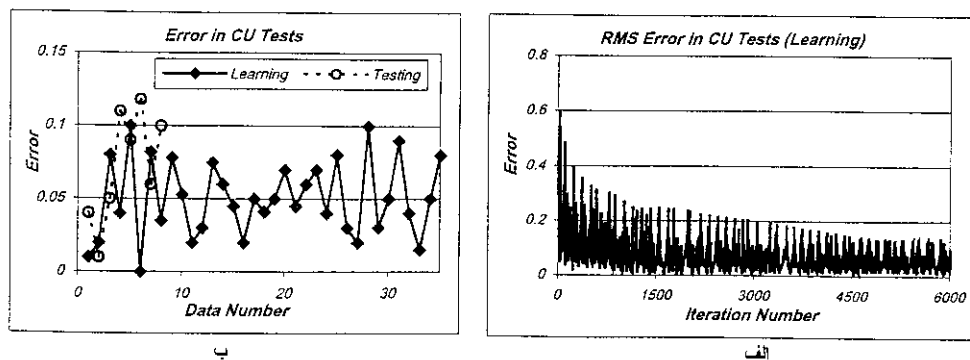 Error in CU Tests
Learning
Testing
Error
0.15
0.1
0.05
0
0
10
20
30
Data Number
ب
RMS Error in CU Tests (Learning)
Error
0.8
0.6
0.4
0.2
0
0
1500
3000
4500
6000
Iteration Number
الف